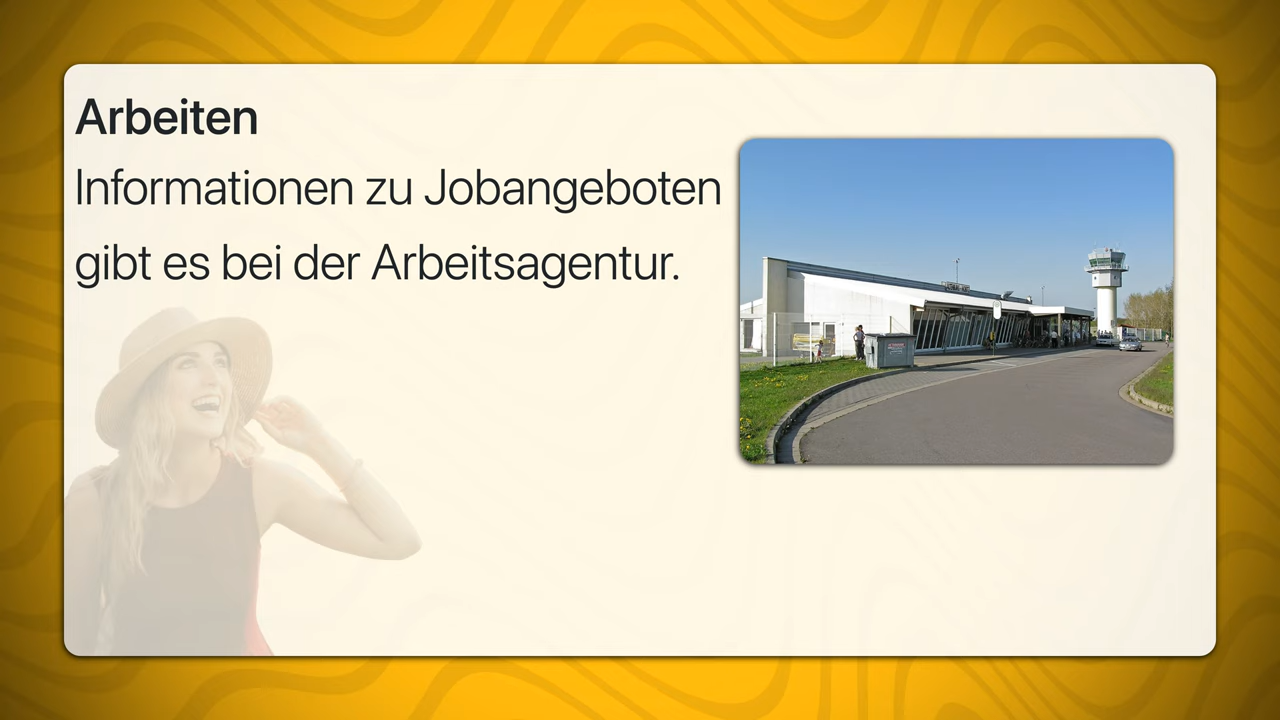 Arbeiten
Informationen zu Jobangeboten
gibt es bei der Arbeitsagentur.